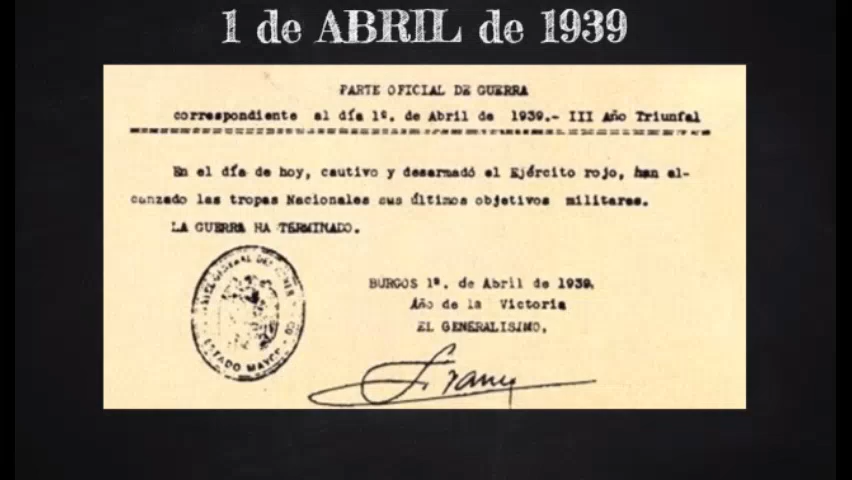 1 de ABRIL de 1939
PARTE OFICIAL DE GUERRA
correspondiente al día 1º. de Abril de 1939.- III Año Triunfal
En el día de hoy, cautivo y desarmadó el Ejército rojo, han al-
canzado las tropas Nacionales sus últimos objetivos militares.
LA GUERRA HA TERMINADO.
BURGOS 1º. de Abril de 1939.
Año de la Victoria
EL GENERALISIMO,
ESTADO MAYOR
Franco